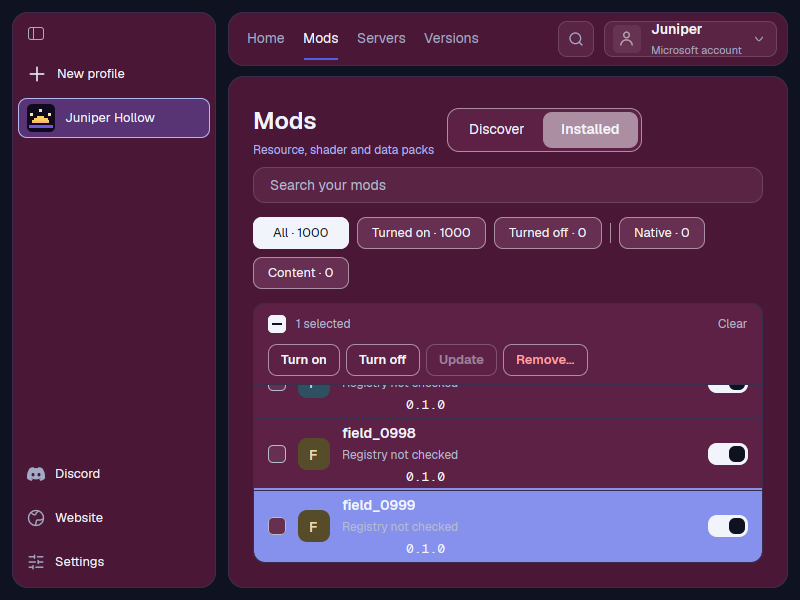 New profile
Juniper Hollow
Discord
Website
Settings
Home Mods Servers Versions
Juniper
Microsoft account
Mods
Resource, shader and data packs
Discover Installed
Search your mods
All · 1000 Turned on · 1000 Turned off · 0 Native · 0
Content · 0
1 selected Clear
Turn on Turn off Update Remove...
Registry not checked
0.1.0
F
field_0998
Registry not checked
0.1.0
F
field_0999
Registry not checked
0.1.0